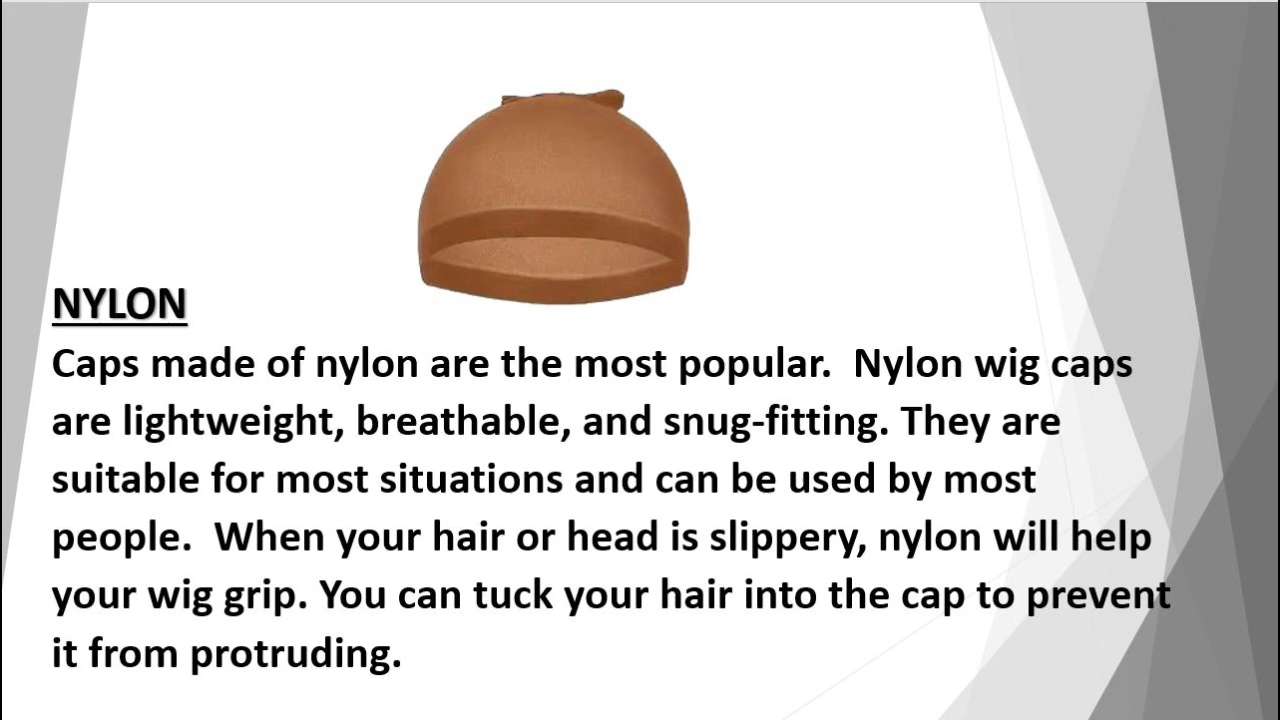 NYLON
Caps made of nylon are the most popular.  Nylon wig caps
are lightweight, breathable, and snug-fitting. They are
suitable for most situations and can be used by most
people.  When your hair or head is slippery, nylon will help
your wig grip. You can tuck your hair into the cap to prevent
it from protruding.